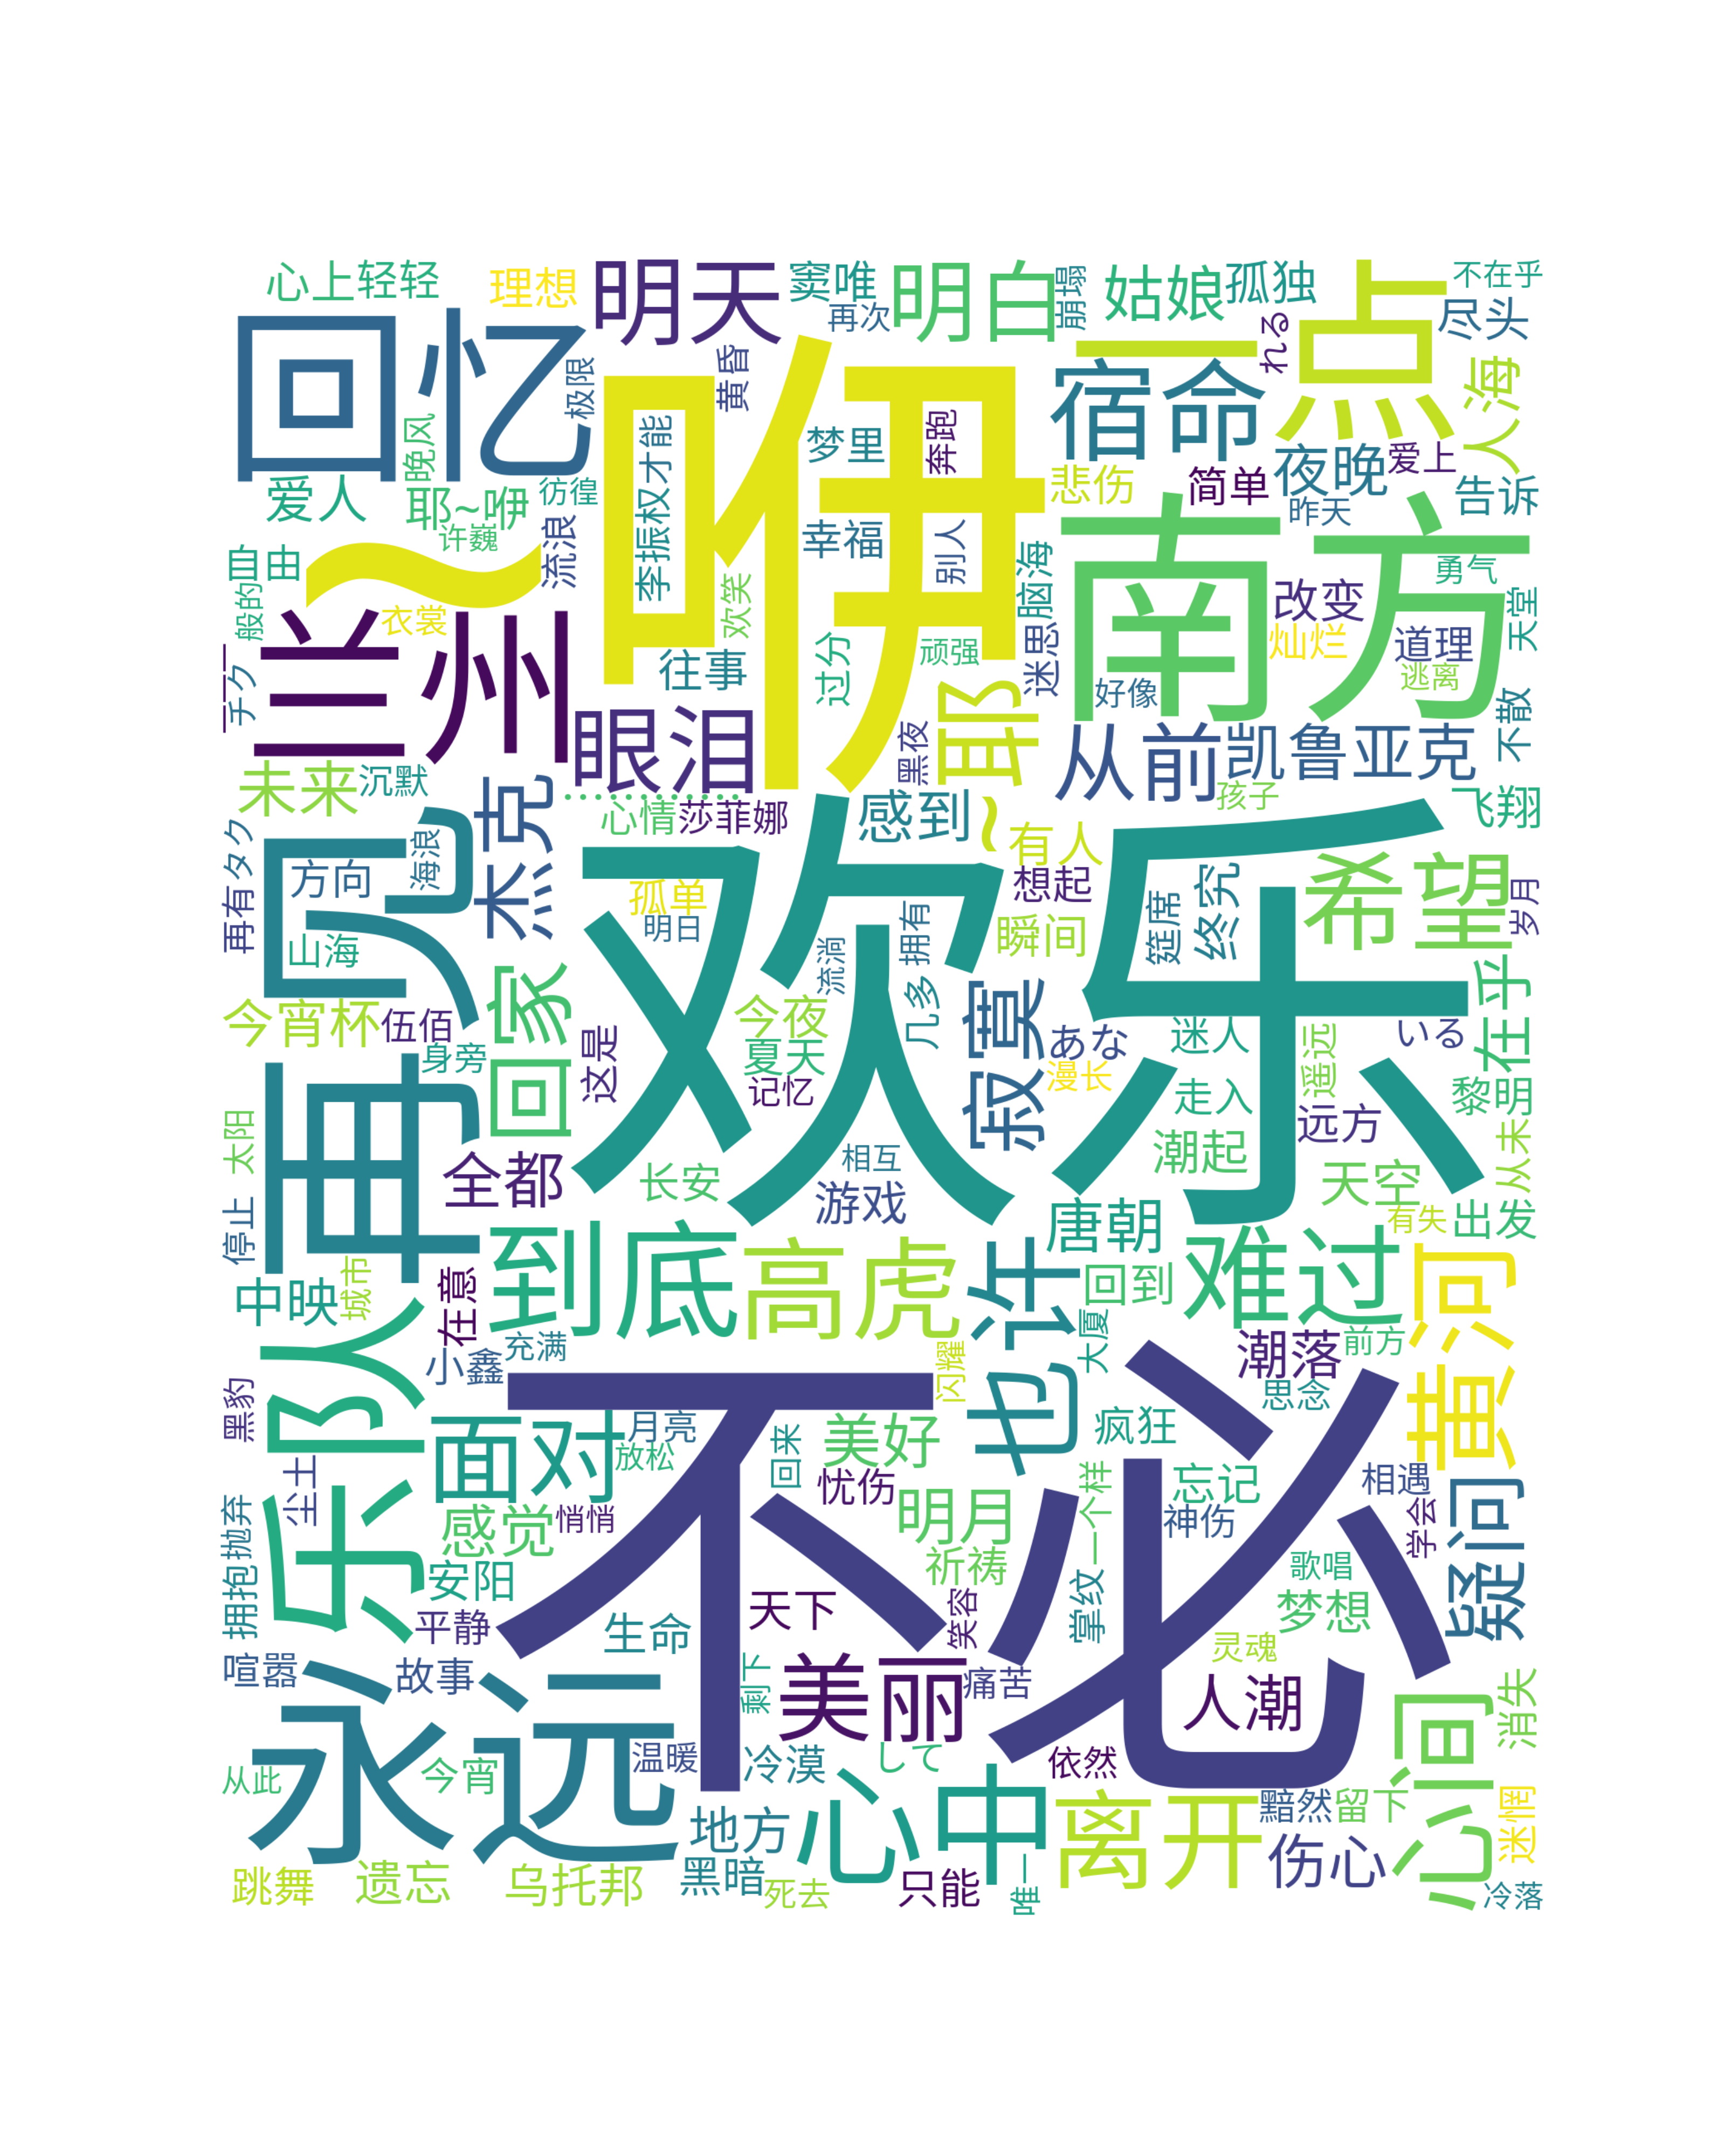 心上轻轻
理想
明天
窦唯
再次
明白
崩塌
姑娘
孤独
一点
不在乎
尽头
回忆
极限
黄昏
咿
宿命
れる
人海
晚风
爱人
耶~咿
彷徨
许巍
李振权才能
梦里
奔跑
悲伤
简单
夜晚
爱上
告诉
昨天
~
流浪
幸福
别人
脑海
南方
勇气
般的
衣裳
兰州
欢笑
往事
过分
顽强
迷思
改变
灿烂
道理
逃离
天堂
好像
眼泪
耶
黑夜
从前
凯鲁亚克
不散
未来
沉默
杰克
心情
莎菲娜
感到
~
有人
孩子
飞翔
再有タタ
方向
海浪
阿
孤单
明日
欢乐
想起
瞬间
拥有
流淌
几多
筵席
终究
希望
岁月
山海
今宵杯
伍佰
身旁
回家
这是
今夜
夏天
记忆
寂寞
あな
漫长
迷人
遥远
いる
在乎
走入
黎明
太阳
停止
再
全都
长安
相互
游戏
潮起
远方
从来
天空
有失
出发
中映
城市
在意
到底
高虎
也许
唐朝
回到
难过
黑豹
小鑫
充满
闪耀
大厦
潮落
前方
黄河
思念
乐队
面对
月亮
放松
不必
回来
美好
忧伤
疯狂
尘土
拥抱抛弃
感觉
悄悄
明月
掌纹一个样
忘记
神伤
相遇
学会
疑问
安阳
祈祷
歌唱
平静
生命
天下
笑容
梦想
喧嚣
故事
剩下
美丽
痛苦
灵魂
人潮
心间
消失
永远
从此
今宵
温暖
冷漠
して
依然
地方
心中
离开
黯然
留下
迷惘
伤心
跳舞
遗忘
乌托邦
黑暗
死去
只能
唯一
冷落